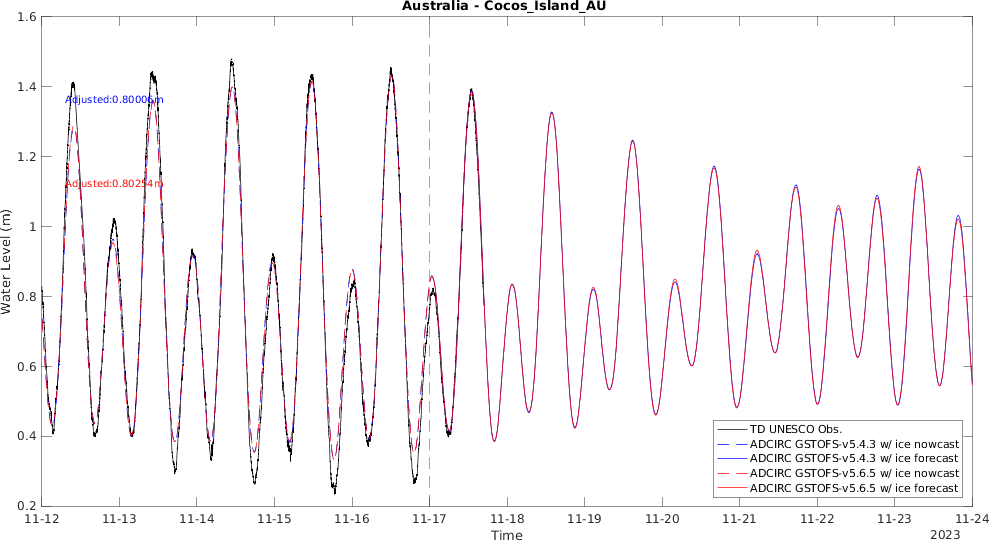 Australia - Cocos_Island_AU
1.6
1.4
1.2
1
0.8
0.6
0.4
0.2
Water Level (m)
Adjusted:0.80006m
Adjusted:0.80254m
TD UNESCO Obs.
ADCIRC GSTOFS-v5.4.3 w/ ice nowcast
ADCIRC GSTOFS-v5.4.3 w/ ice forecast
ADCIRC GSTOFS-v5.6.5 w/ ice nowcast
ADCIRC GSTOFS-v5.6.5 w/ ice forecast
11-12 11-13 11-14 11-15 11-16 11-17 11-18 11-19 11-20 11-21 11-22 11-23 11-24
Time
2023